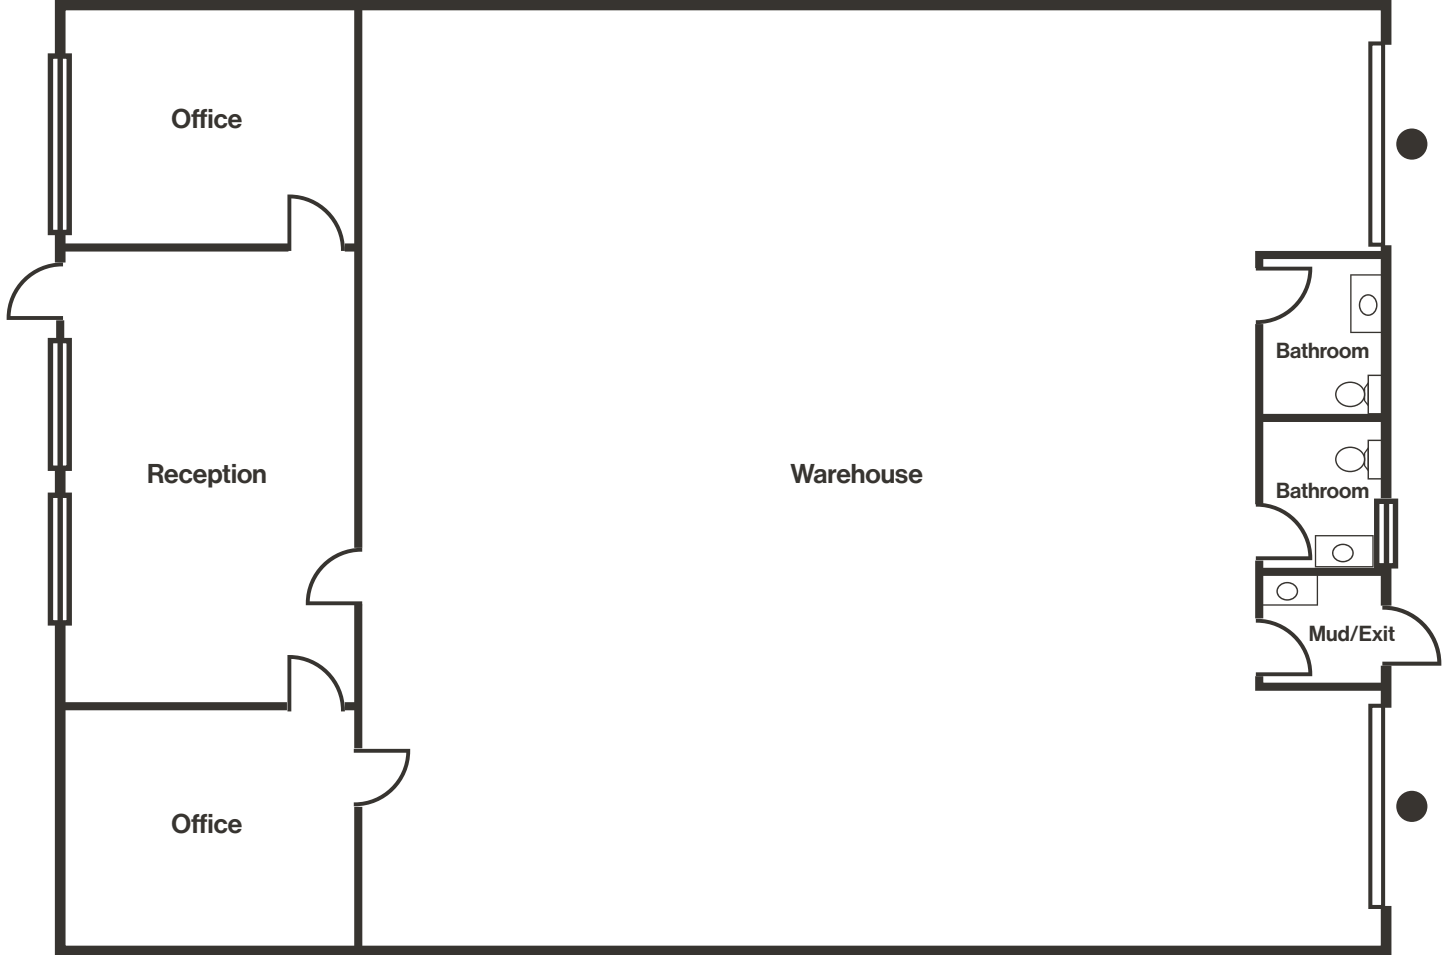 Office
Bathroom
Reception
Warehouse
Bathroom
Mud/Exit
Office